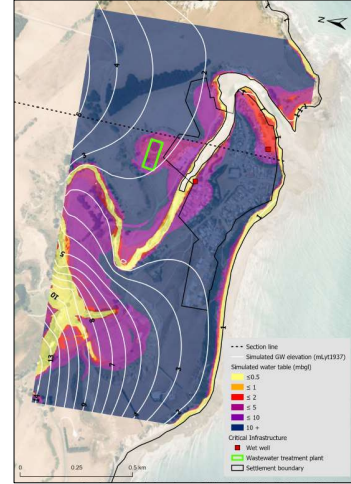 N
5
10
Section line
Simulated GW elevation (mLyt1937)
Simulated water table (mbgl)
≤0.5
≤ 1
≤ 2
≤ 5
≤ 10
10 +
Critical Infrastructure
Wet well
Wastewater treatment plant
Settlement boundary
0 0.25 0.5 km